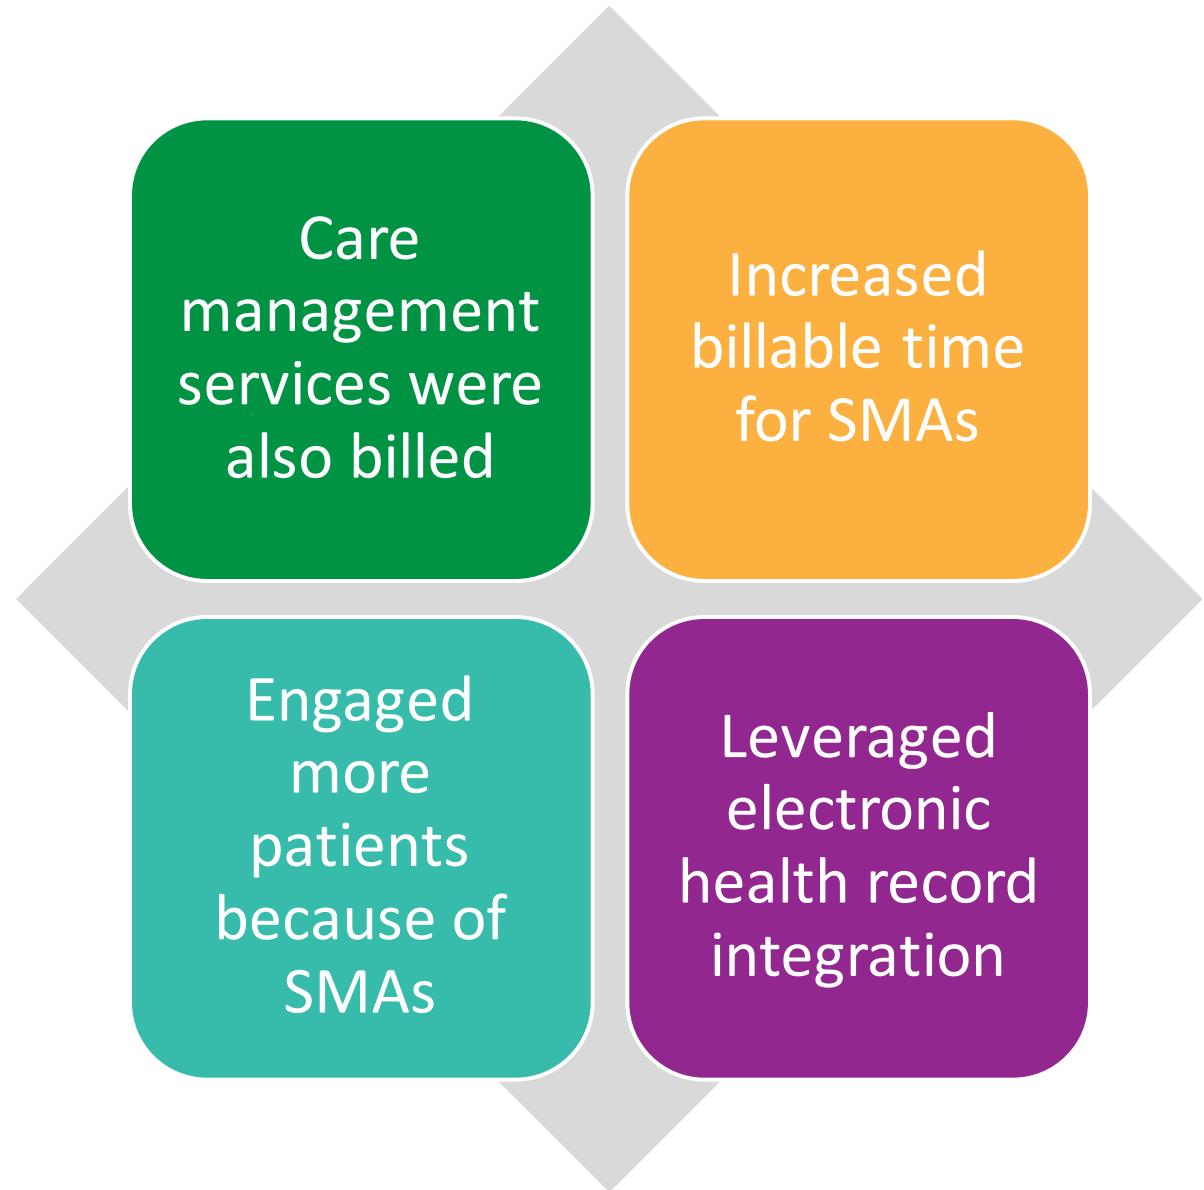 Care
management
services were
also billed
Increased
billable time
for SMAs
Engaged
more
patients
because of
SMAs
Leveraged
electronic
health record
integration